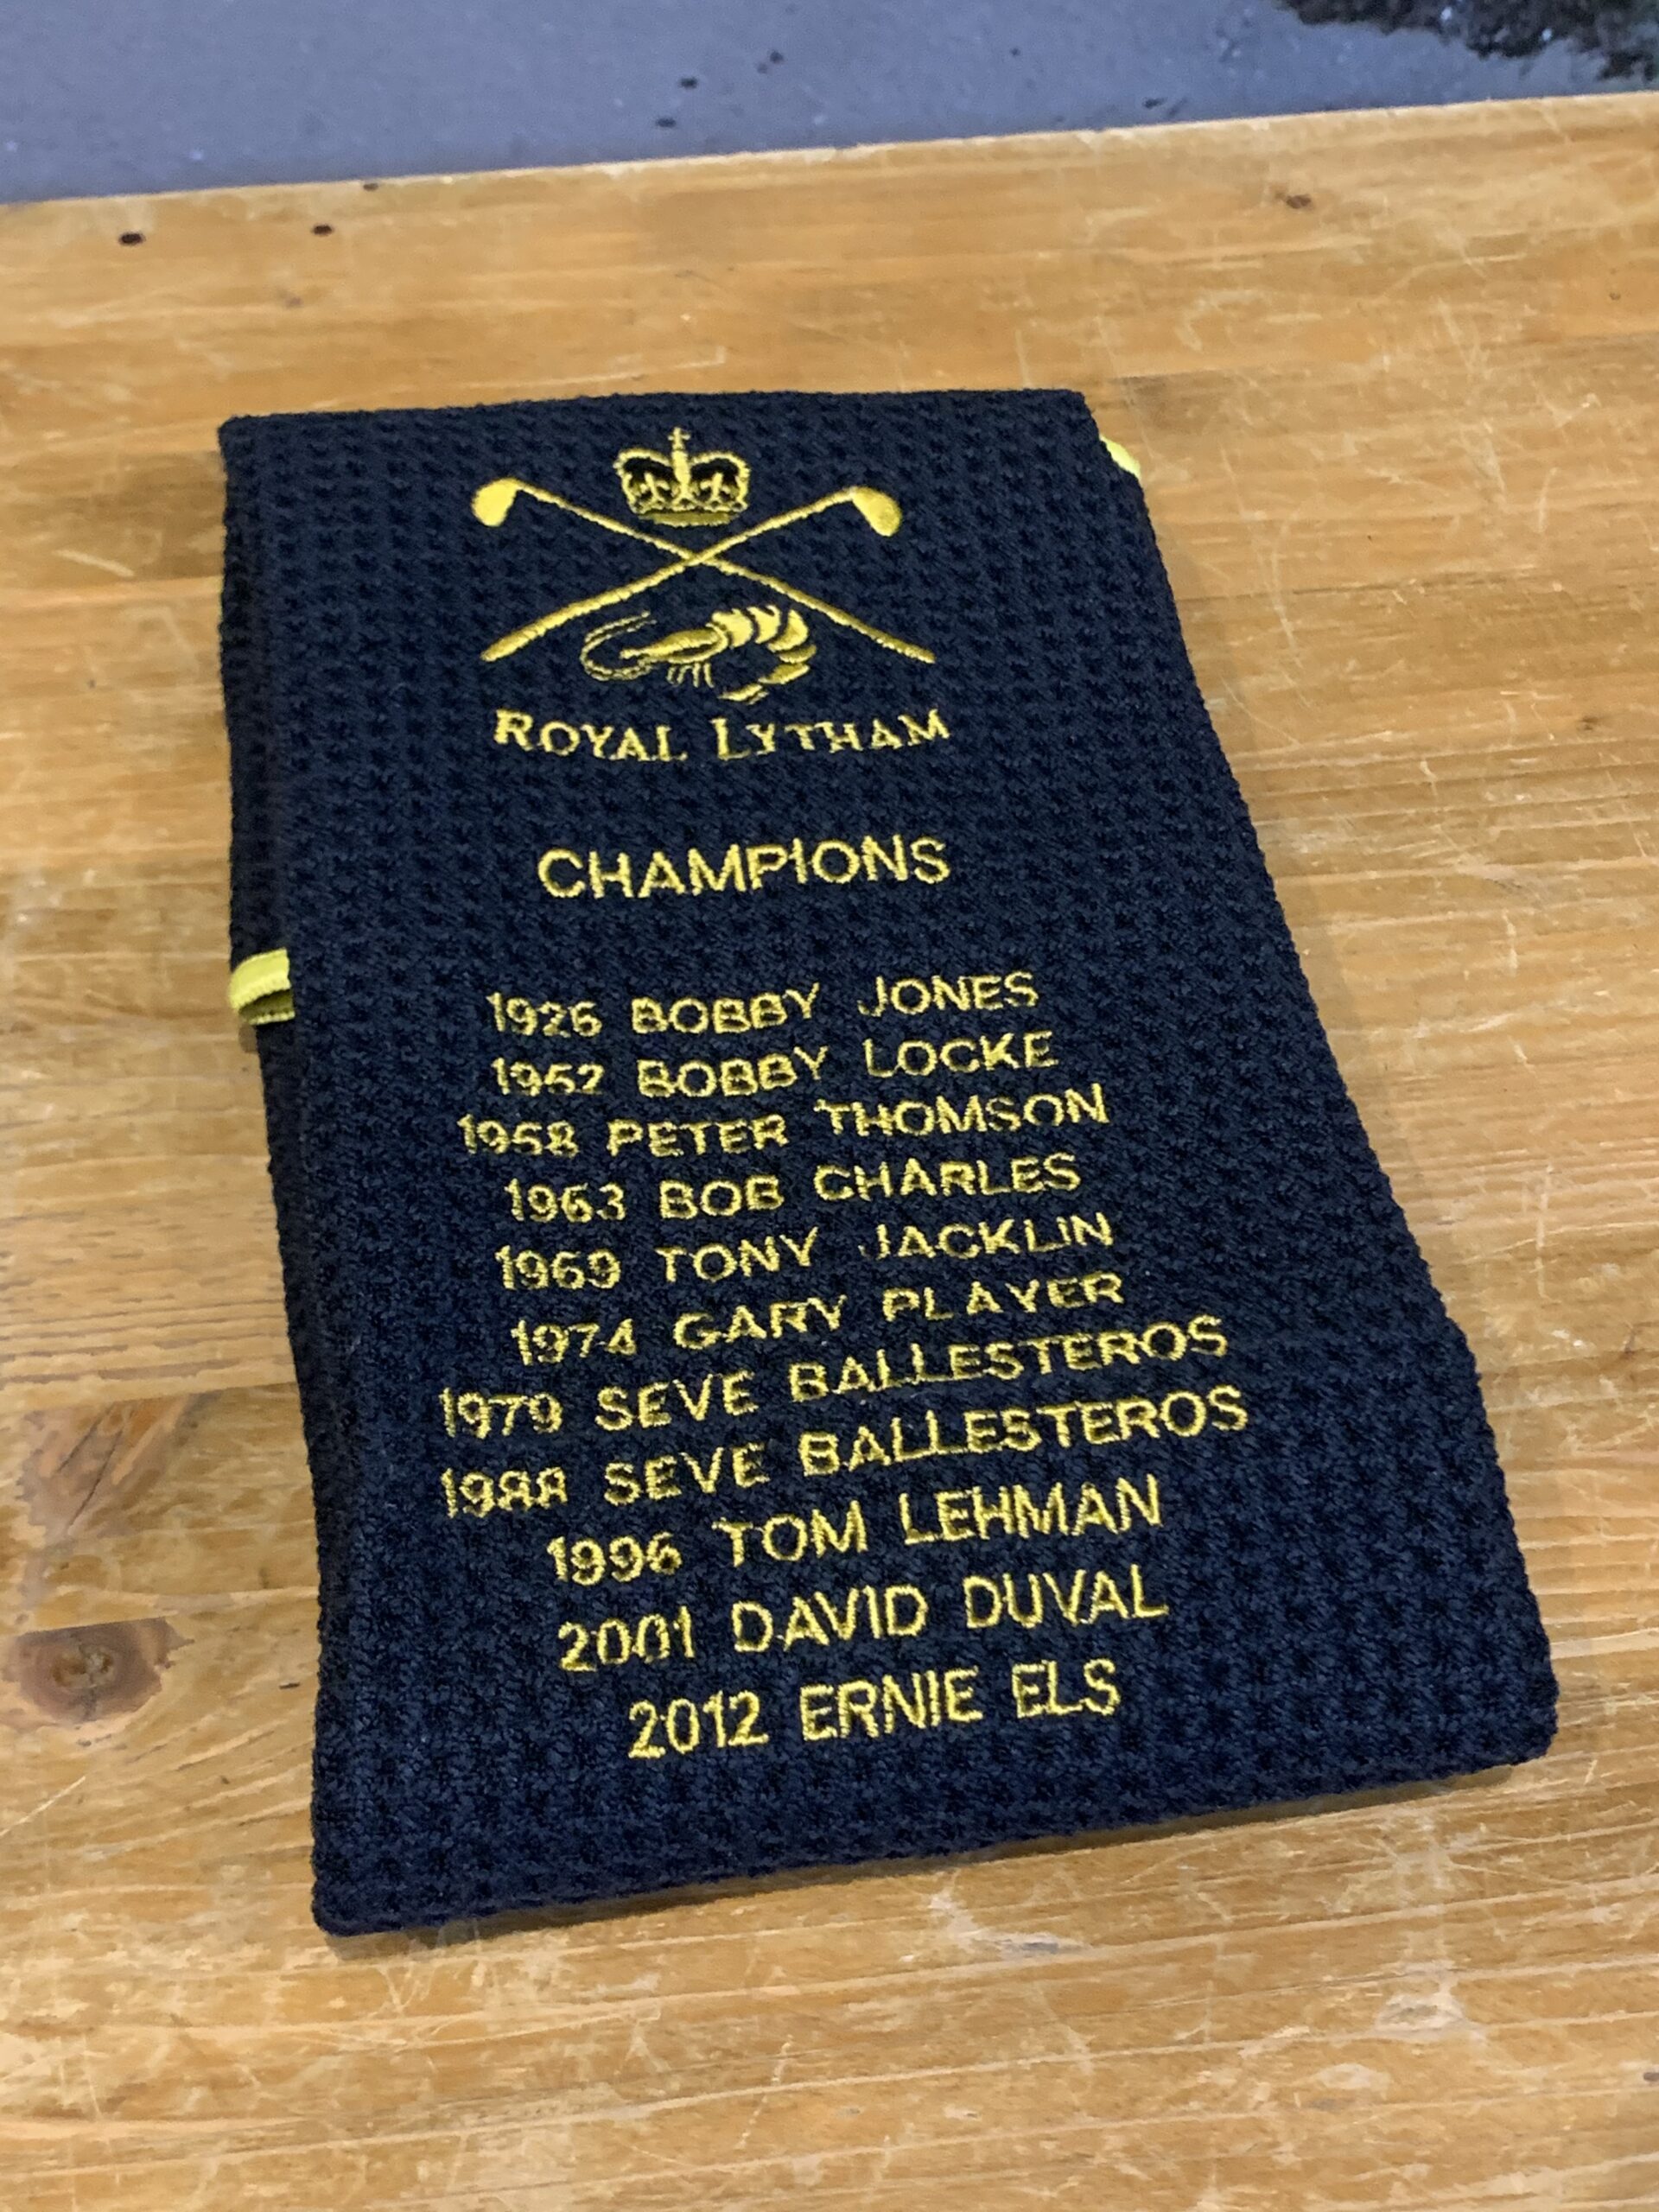 ROYAL LYTHAM
CHAMPIONS
1926 BOBBY JONES
1952 BOBBY LOCKE
1958 PETER THOMSON
1963 BOB CHARLES
1969 TONY JACKLIN
1974 GARY PLAYER
1979 SEVE BALLESTEROS
1988 SEVE BALLESTEROS
1996 TOM LEHMAN
2001 DAVID DUVAL
2012 ERNIE ELS